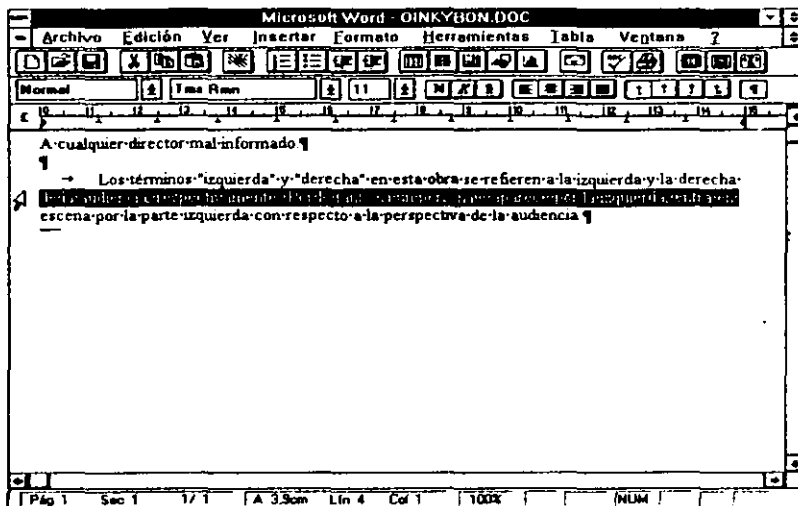 Microsoft Word - OINKYBON.DOC
Archivo Edición Ver Insertar Formato Herramientas Tabla Ventana ?
Normal Tms Rmn 11 N K S
A cualquier director mal informado ¶
¶
→ Los términos "izquierda" y "derecha" en esta obra se refieren a la izquierda y la derecha
escena por la parte izquierda con respecto a la perspectiva de la audiencia ¶
Pág 1 Sec 1 1/ 1 A 3,9cm Lín 4 Col 1 100% NUM